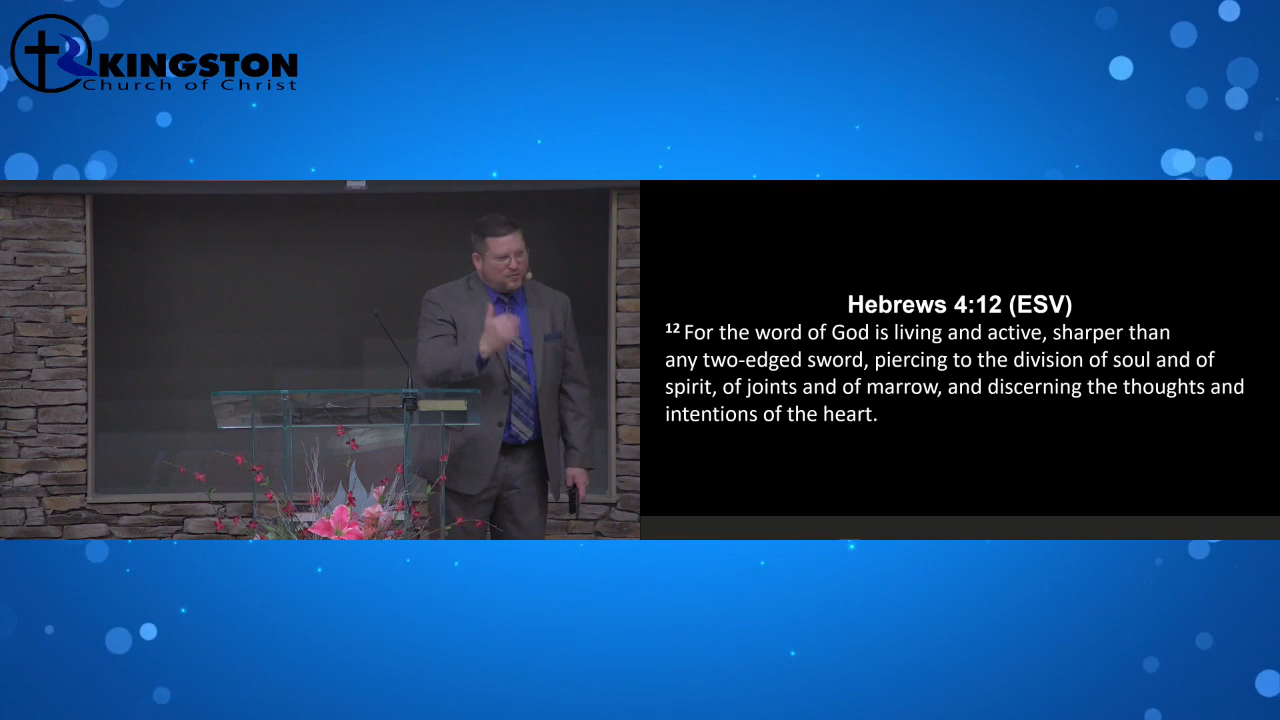 KINGSTON
Church of Christ
Hebrews 4:12 (ESV)
12 For the word of God is living and active, sharper than
any two-edged sword, piercing to the division of soul and of
spirit, of joints and of marrow, and discerning the thoughts and
intentions of the heart.